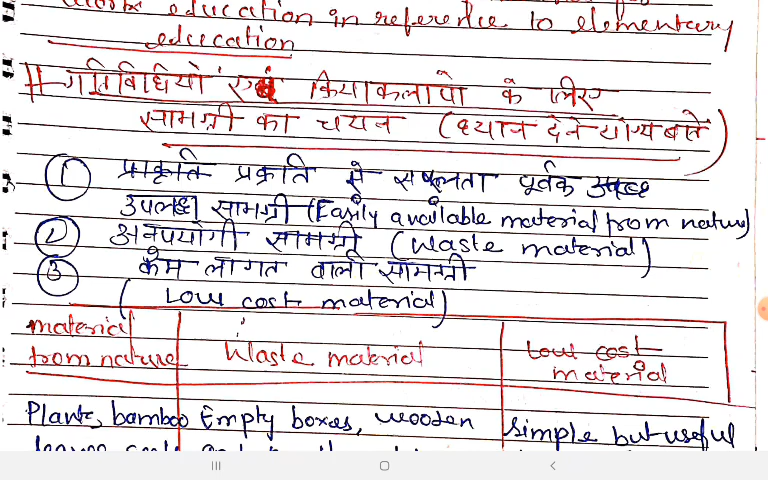 education in reference to elementary
education
# गतिबिधियों एवं क्रियाकलापो के लिए
सामग्री का चयन (ध्यान देने योग्य बातें)
① प्राकृति प्रकृति से सफलता पूर्वक
उपलब्ध सामग्री (Easily available material from nature)
② अनुपयोगी सामग्री (Waste material)
③ कम लागत वाली सामग्री
(Low cost material)
material from nature | Waste material | Low cost material
Plants, bamboo | Empty boxes, wooden | simple but useful